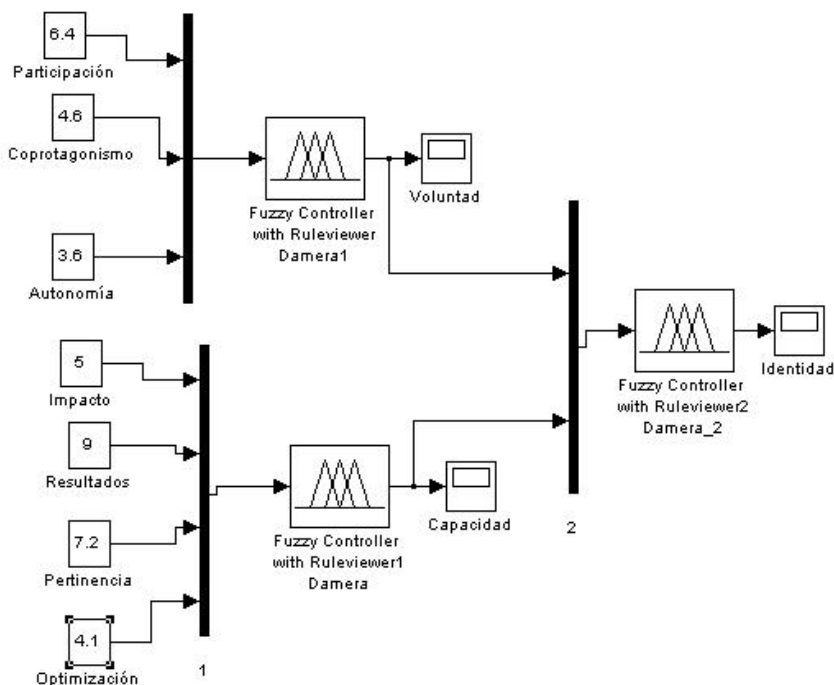 6.4
Participación
4.6
Coprotagonismo
3.6
Autonomía
Fuzzy Controller
with Ruleviewer
Damera1
Voluntad
5
Impacto
9
Resultados
7.2
Pertinencia
4.1
Optimización
1
Fuzzy Controller
with Ruleviewer1
Damera
Capacidad
2
Fuzzy Controller
with Ruleviewer2
Damera_2
Identidad